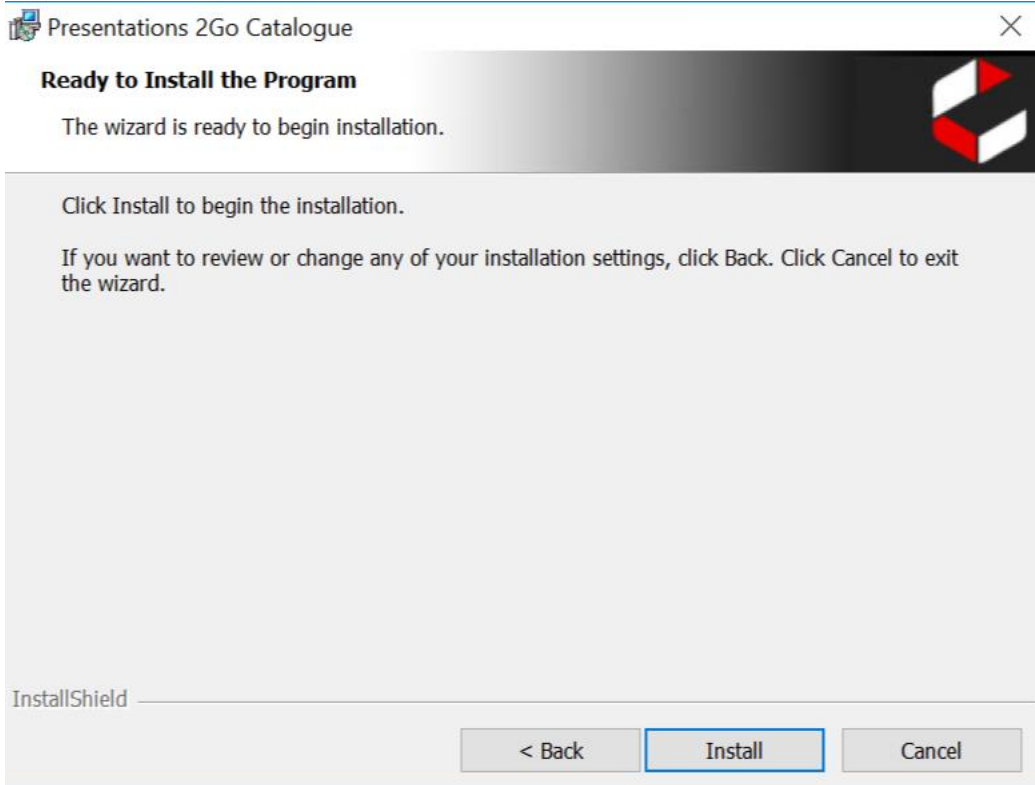 Presentations 2Go Catalogue
Ready to Install the Program
The wizard is ready to begin installation.
Click Install to begin the installation.
If you want to review or change any of your installation settings, click Back. Click Cancel to exit
the wizard.
InstallShield
< Back
Install
Cancel